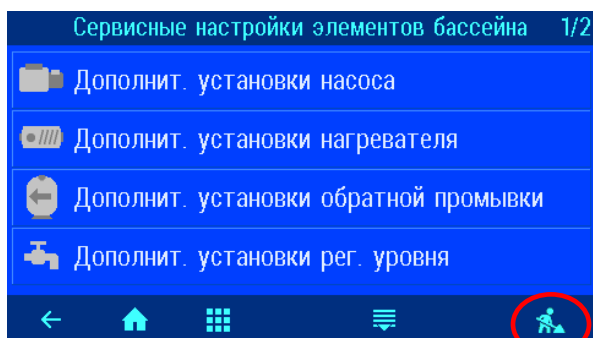 Сервисные настройки элементов бассейна 1/2
Дополнит. установки насоса
Дополнит. установки нагревателя
Дополнит. установки обратной промывки
Дополнит. установки рег. уровня